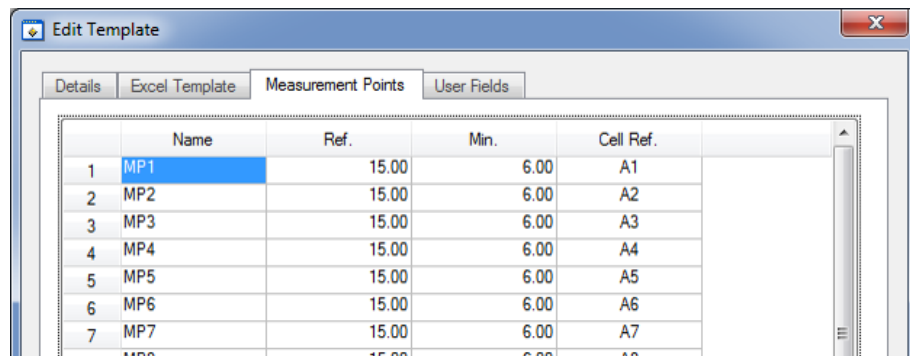 Edit Template
Details Excel Template Measurement Points User Fields
Name Ref. Min. Cell Ref.
1 MP1 15.00 6.00 A1
2 MP2 15.00 6.00 A2
3 MP3 15.00 6.00 A3
4 MP4 15.00 6.00 A4
5 MP5 15.00 6.00 A5
6 MP6 15.00 6.00 A6
7 MP7 15.00 6.00 A7